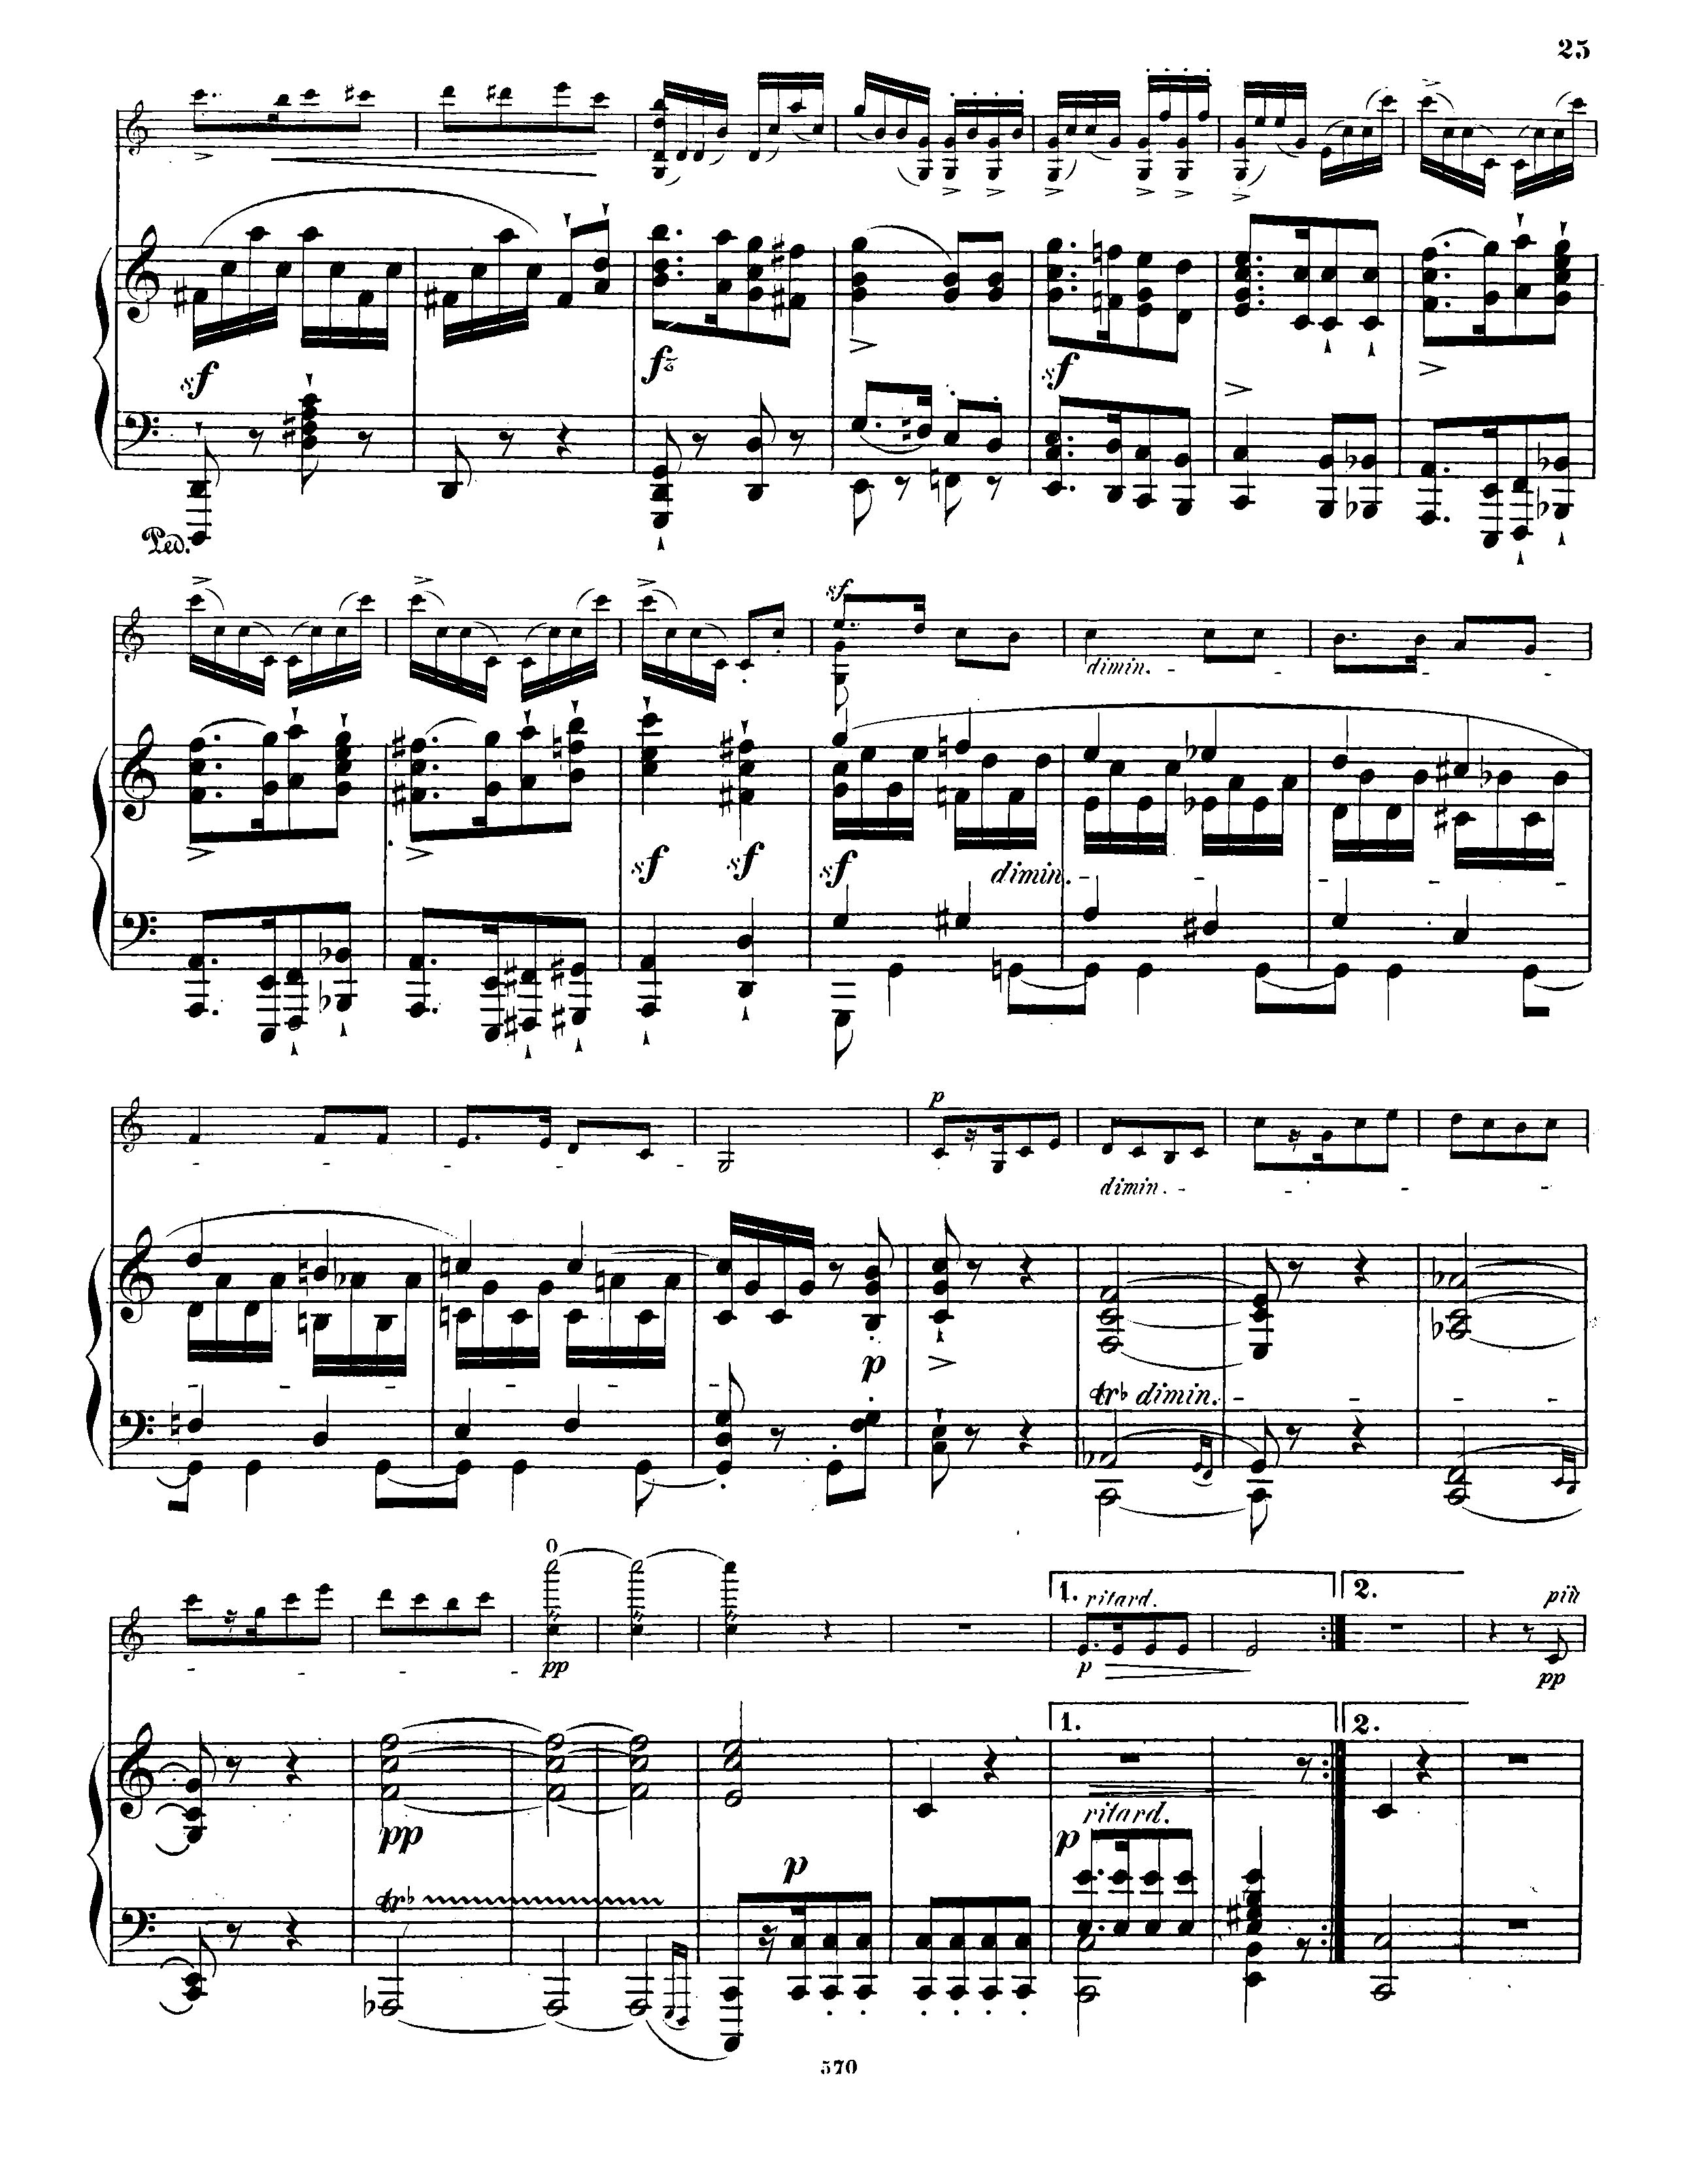 25
sf fz sf
Ped.
sf
dimin.
sf sf sf dimin.
p
dimin.
p
tr♭ dimin.
0
1. ritard. 2. più
pp p pp
1. 2.
pp ritard.
p p
tr♭
570